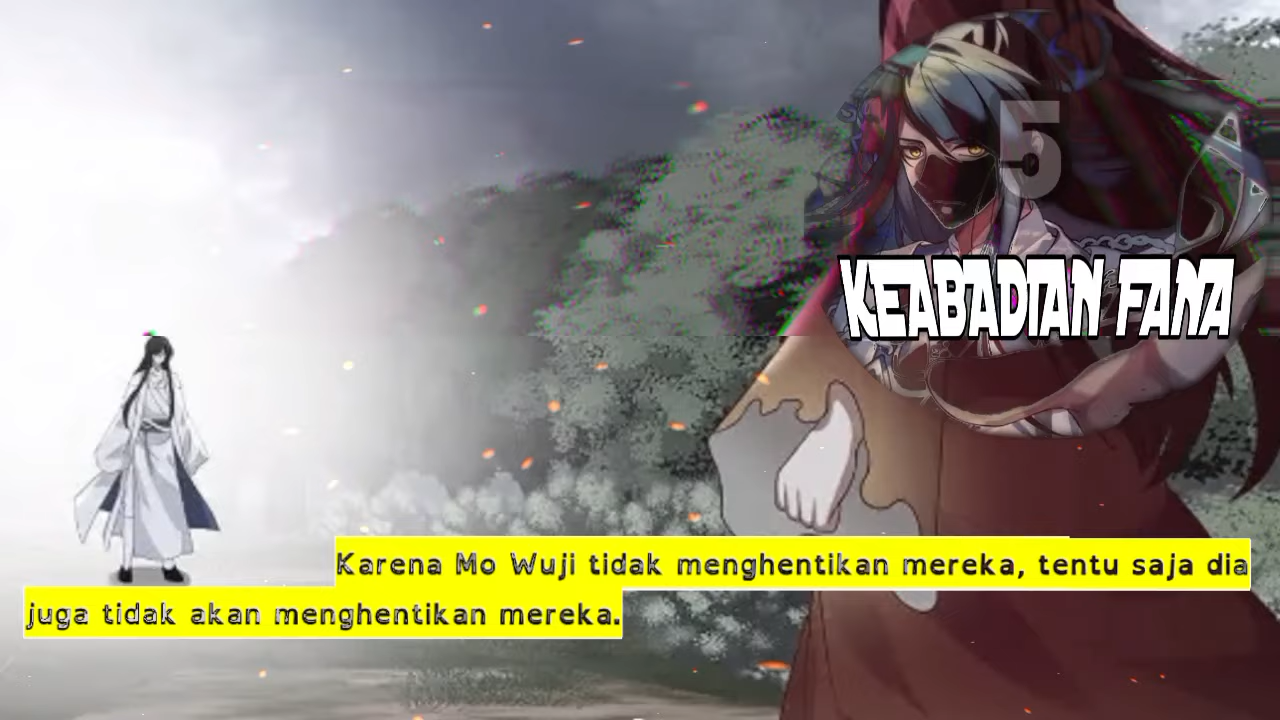 5
KEABADIAN FANA
Karena Mo Wuji tidak menghentikan mereka, tentu saja dia
juga tidak akan menghentikan mereka.